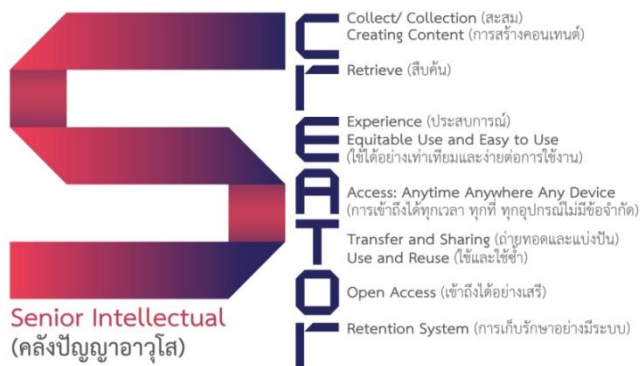 S
CrEATOr
Collect/ Collection (สะสม)
Creating Content (การสร้างคอนเทนต์)
Retrieve (สืบค้น)
Experience (ประสบการณ์)
Equitable Use and Easy to Use
(ใช้ได้อย่างเท่าเทียมและง่ายต่อการใช้งาน)
Access: Anytime Anywhere Any Device
(การเข้าถึงได้ทุกเวลา ทุกที่ ทุกอุปกรณ์ไม่มีข้อจำกัด)
Transfer and Sharing (ถ่ายทอดและแบ่งปัน)
Use and Reuse (ใช้และใช้ซ้ำ)
Open Access (เข้าถึงได้อย่างเสรี)
Retention System (การเก็บรักษาอย่างมีระบบ)
Senior Intellectual
(คลังปัญญาอาวุโส)